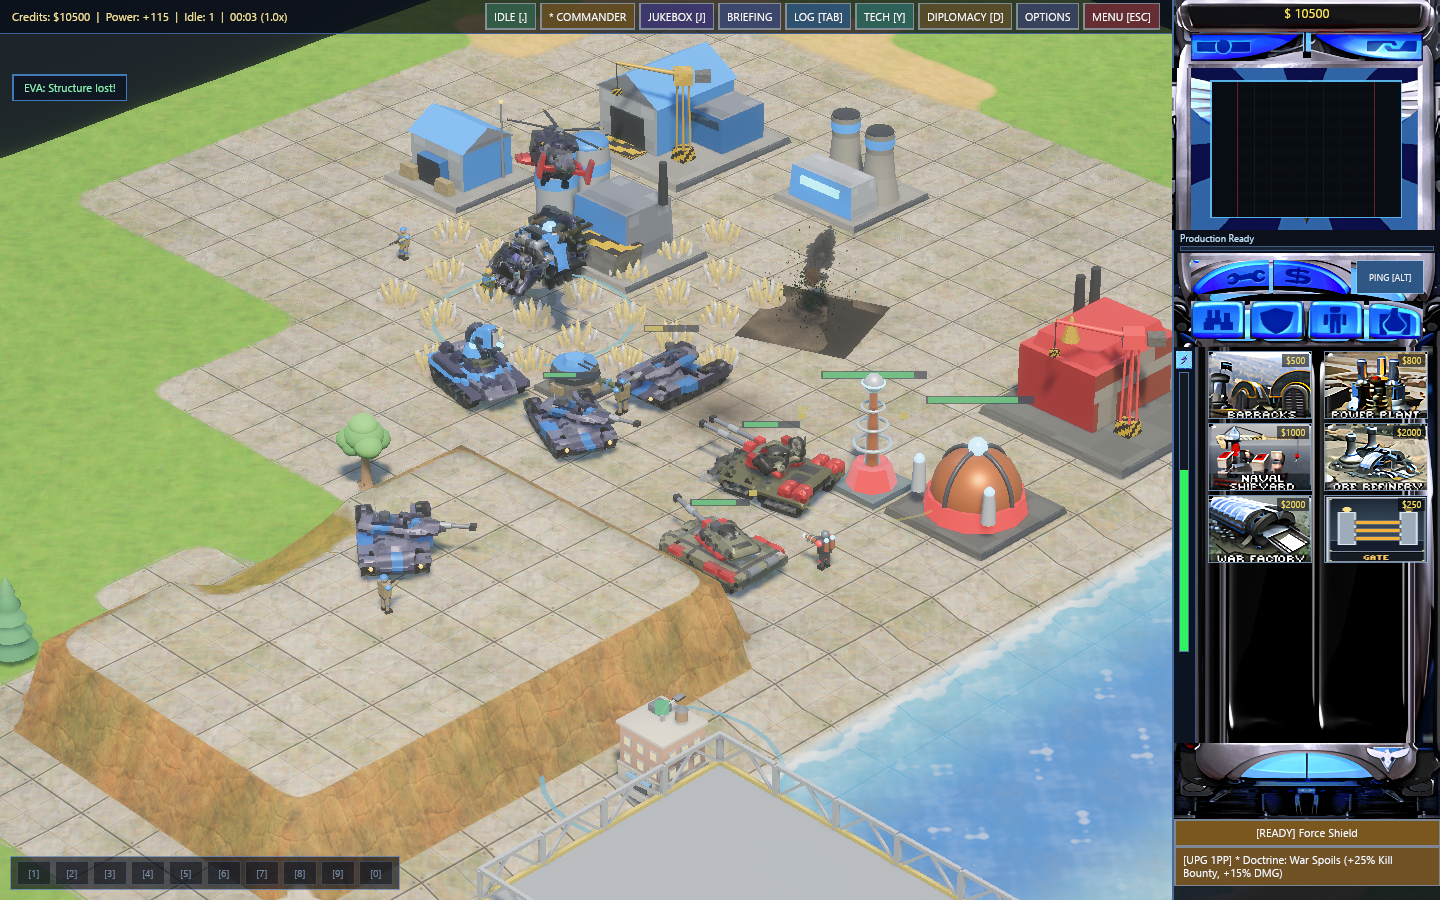 Credits: $10500 | Power: +115 | Idle: 1 | 00:03 (1.0x)
IDLE [.]
* COMMANDER
JUKEBOX [J]
BRIEFING
LOG [TAB]
TECH [Y]
DIPLOMACY [D]
OPTIONS
MENU [ESC]
$ 10500
EVA: Structure lost!
Production Ready
$
PING [ALT]
$500
BARRACKS
$800
POWER PLANT
$1000
NAVAL
SHIPYARD
$2000
ORE REFINERY
$2000
WAR FACTORY
$250
GATE
[READY] Force Shield
[UPG 1PP] * Doctrine: War Spoils (+25% Kill
Bounty, +15% DMG)
[1] [2] [3] [4] [5] [6] [7] [8] [9] [0]